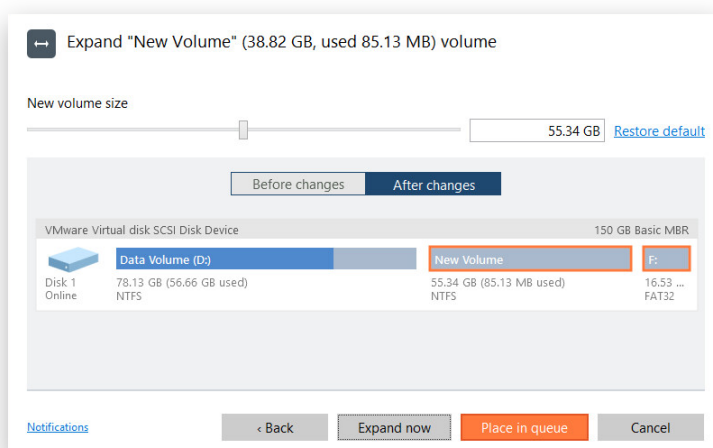 Expand "New Volume" (38.82 GB, used 85.13 MB) volume
New volume size
55.34 GB Restore default
Before changes After changes
VMware Virtual disk SCSI Disk Device 150 GB Basic MBR
Data Volume (D:) New Volume F:
Disk 1 78.13 GB (56.66 GB used) 55.34 GB (85.13 MB used) 16.53 ...
Online NTFS NTFS FAT32
Notifications ‹ Back Expand now Place in queue Cancel